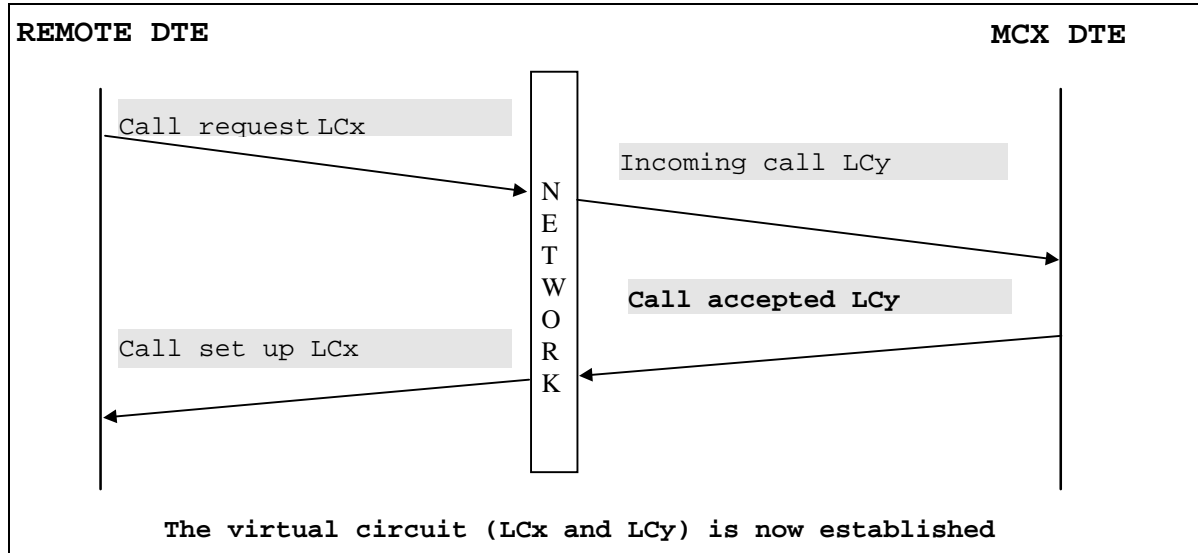 REMOTE DTE
MCX DTE
Call request LCx
Incoming call LCy
N
E
T
W
O
R
K
Call accepted LCy
Call set up LCx
The virtual circuit (LCx and LCy) is now established